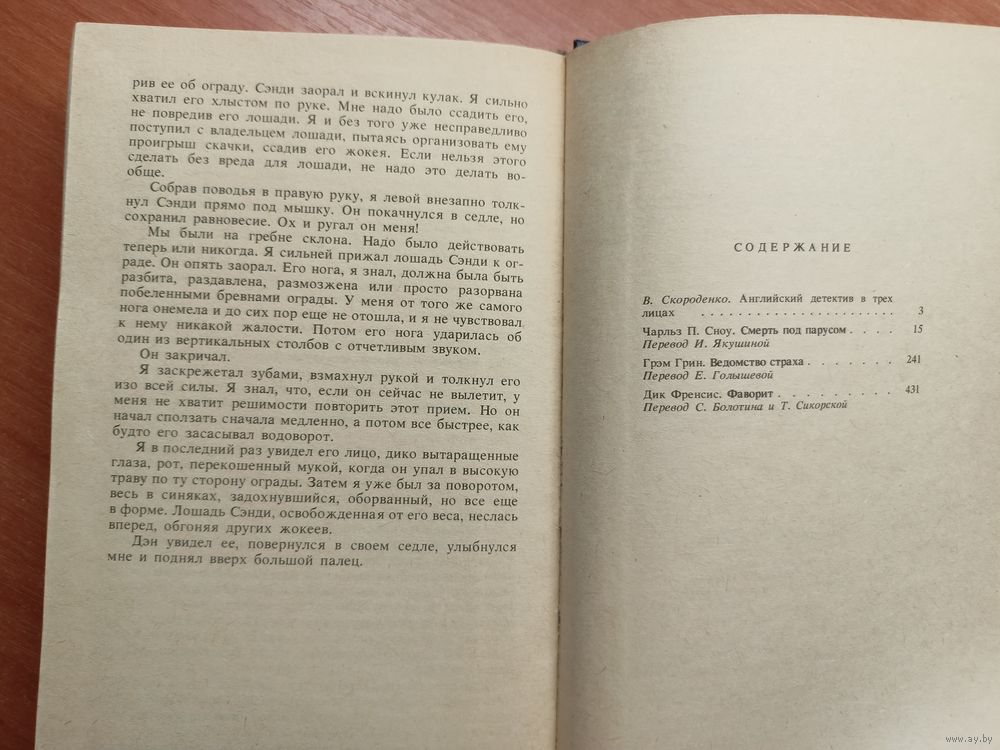 рив ее об ограду. Сэнди заорал и вскинул кулак. Я сильно
хватил его хлыстом по руке. Мне надо было ссадить его,
не повредив его лошади. Я и без того уже несправедливо
поступил с владельцем лошади, пытаясь организовать ему
проигрыш скачки, ссадив его жокея. Если нельзя этого
сделать без вреда для лошади, не надо это делать во-
обще.
Собрав поводья в правую руку, я левой внезапно толк-
нул Сэнди прямо под мышку. Он покачнулся в седле, но
сохранил равновесие. Ох и ругал он меня!
Мы были на гребне склона. Надо было действовать
теперь или никогда. Я сильней прижал лошадь Сэнди к ог-
раде. Он опять заорал. Его нога, я знал, должна была быть
разбита, раздавлена, размозжена или просто разорвана
побеленными бревнами ограды. У меня от того же самого
нога онемела и до сих пор еще не отошла, и я не чувствовал
к нему никакой жалости. Потом его нога ударилась об
один из вертикальных столбов с отчетливым звуком.
Он закричал.
Я заскрежетал зубами, взмахнул рукой и толкнул его
изо всей силы. Я знал, что, если он сейчас не вылетит, у
меня не хватит решимости повторить этот прием. Но он
начал сползать сначала медленно, а потом все быстрее, как
будто его засасывал водоворот.
Я в последний раз увидел его лицо, дико вытаращенные
глаза, рот, перекошенный мукой, когда он упал в высокую
траву по ту сторону ограды. Затем я уже был за поворотом,
весь в синяках, задохнувшийся, оборванный, но все еще
в форме. Лошадь Сэнди, освобожденная от его веса, неслась
вперед, обгоняя других жокеев.
Дэн увидел ее, повернулся в своем седле, улыбнулся
мне и поднял вверх большой палец.
СОДЕРЖАНИЕ
В. Скороденко. Английский детектив в трех
лицах . . . . . . . . . . . . . . . . . . . . . 3
Чарльз П. Сноу. Смерть под парусом . . . . 15
Перевод И. Якушиной
Грэм Грин. Ведомство страха . . . . . . . . 241
Перевод Е. Голышевой
Дик Френсис. Фаворит . . . . . . . . . . 431
Перевод С. Болотина и Т. Сикорской
www.ay.by